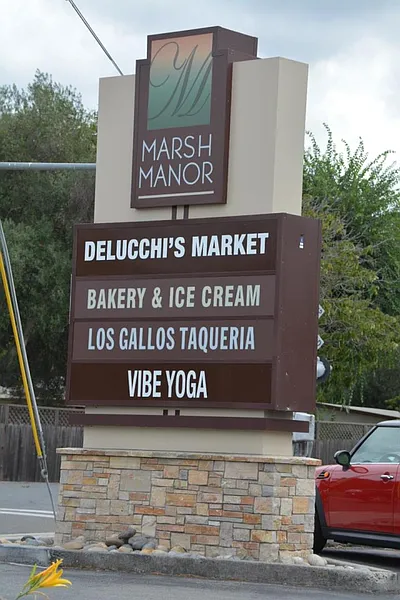 M
MARSH
MANOR
DELUCCHI'S MARKET
BAKERY & ICE CREAM
LOS GALLOS TAQUERIA
VIBE YOGA